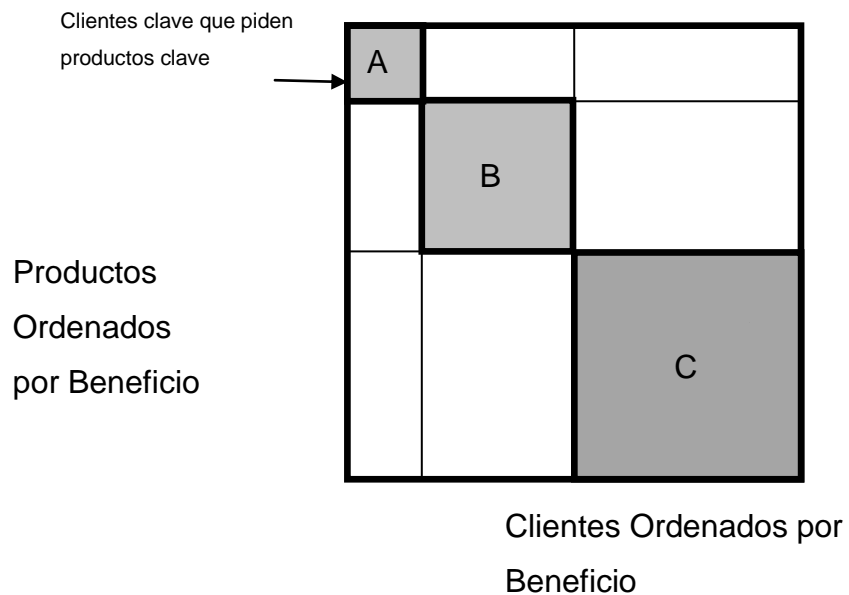 Clientes clave que piden
productos clave
A
B
Productos
Ordenados
por Beneficio
C
Clientes Ordenados por
Beneficio